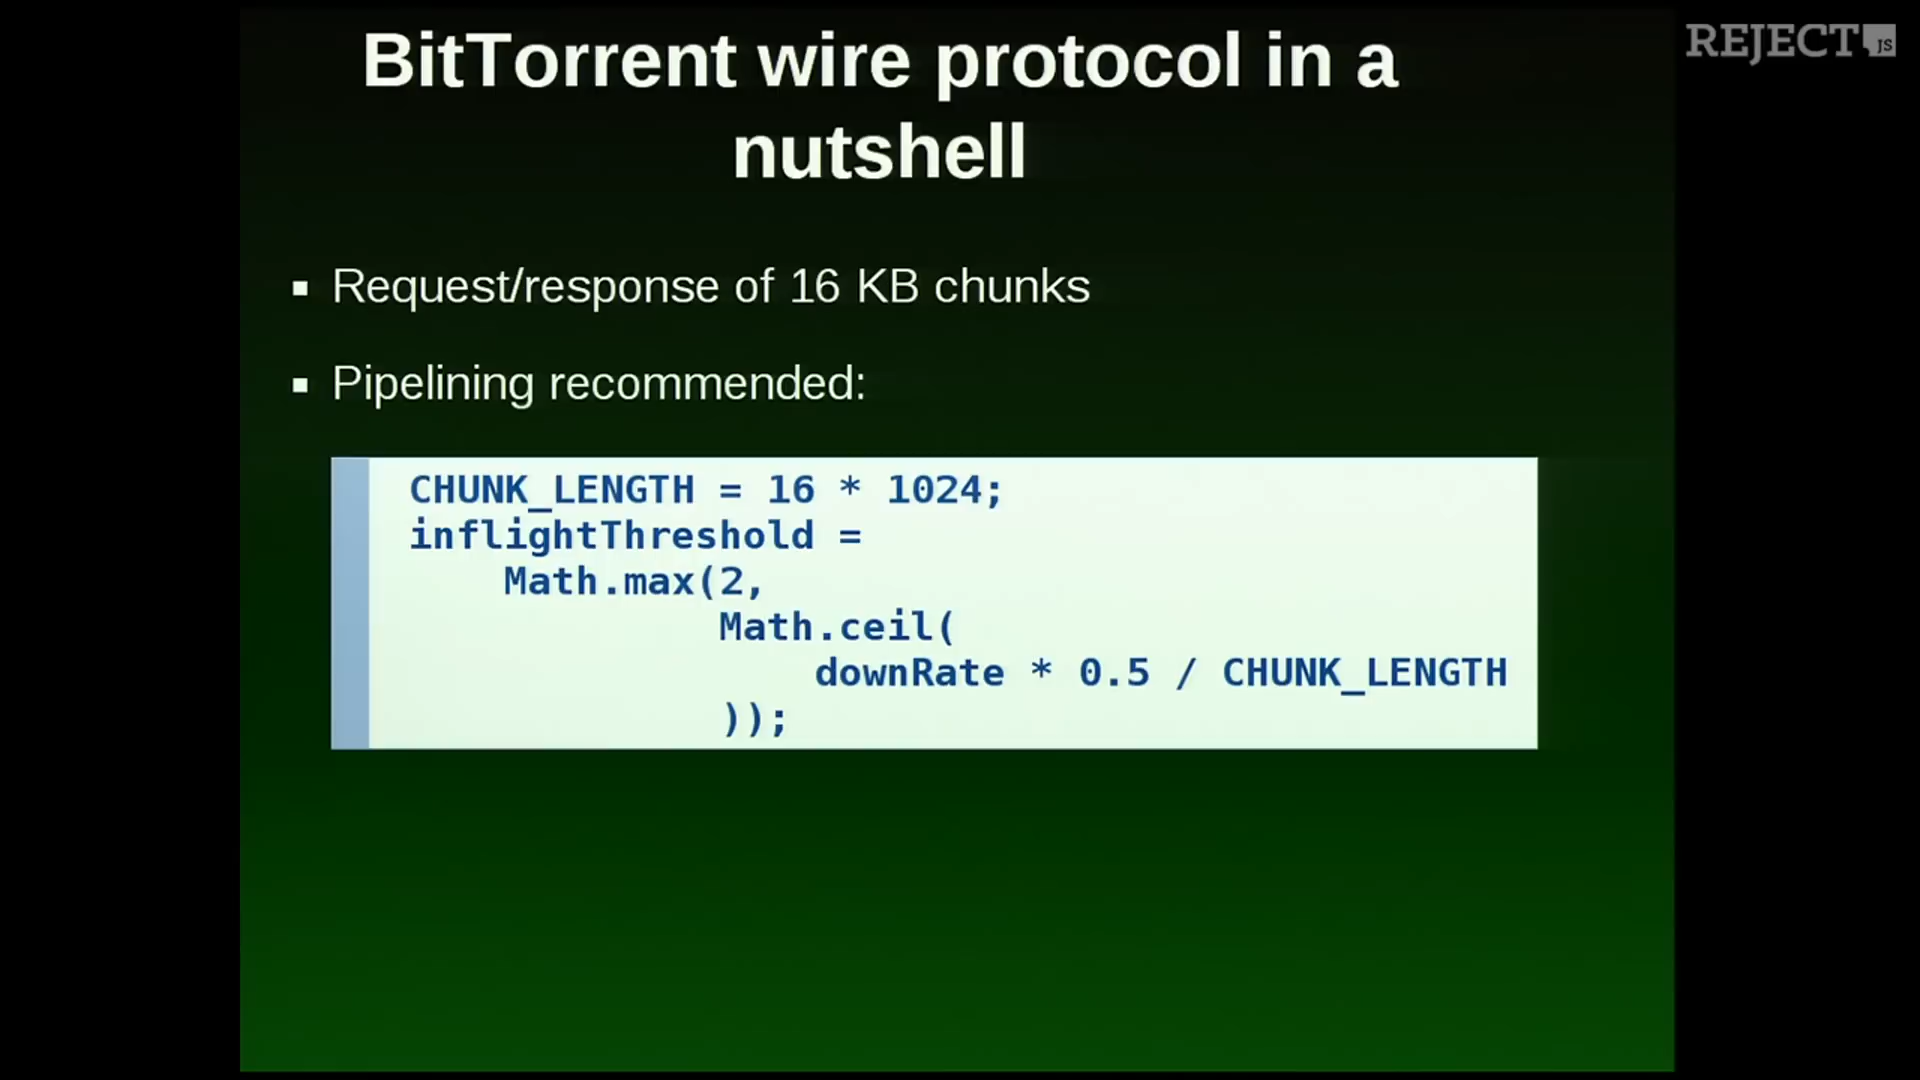 BitTorrent wire protocol in a
nutshell
REJECT JS
Request/response of 16 KB chunks
Pipelining recommended:
CHUNK_LENGTH = 16 * 1024;
inflightThreshold =
Math.max(2,
Math.ceil(
downRate * 0.5 / CHUNK_LENGTH
));